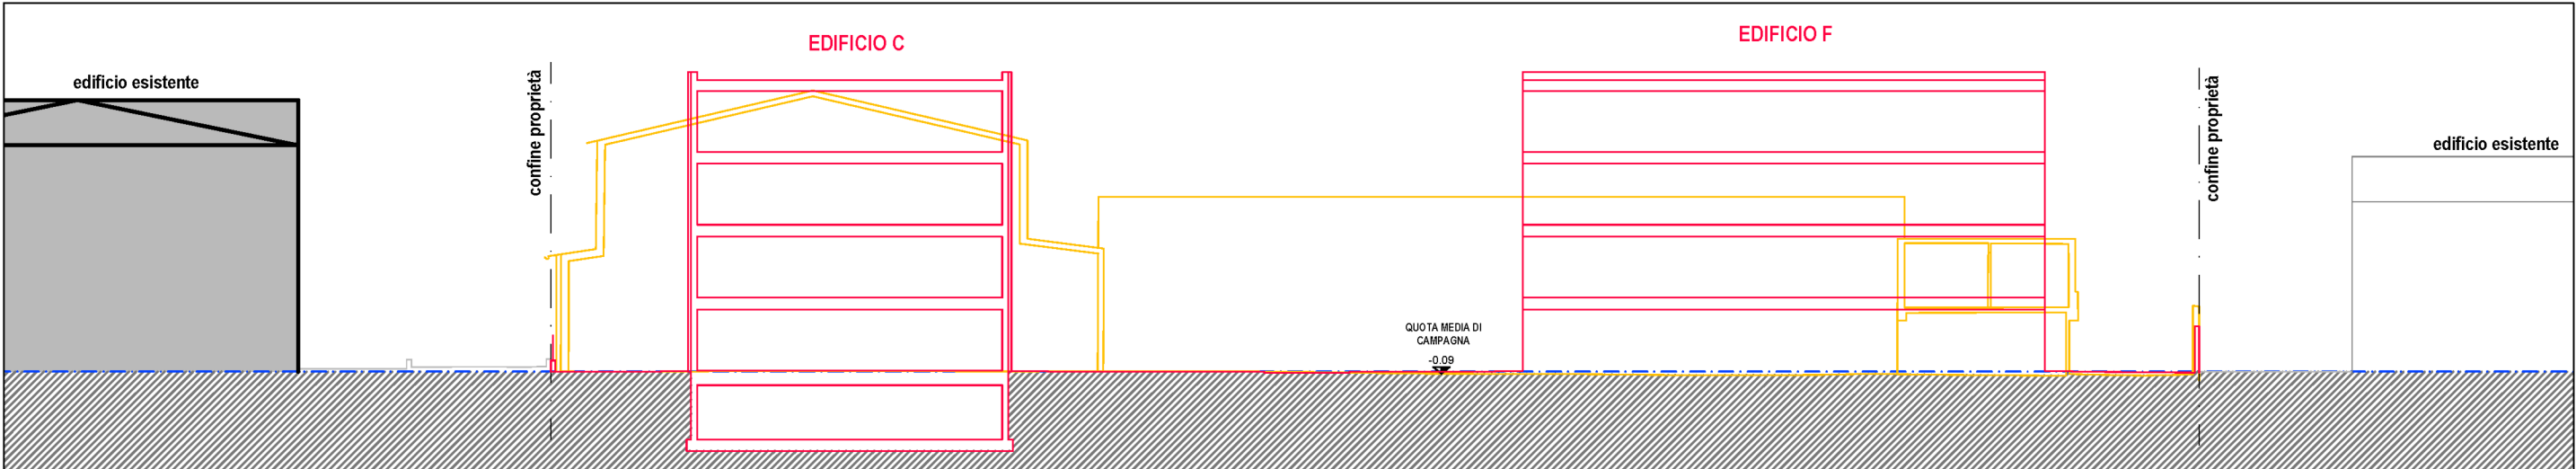 EDIFICIO C
EDIFICIO F
edificio esistente
confine proprietà
confine proprietà
edificio esistente
QUOTA MEDIA DI
CAMPAGNA
-0.09